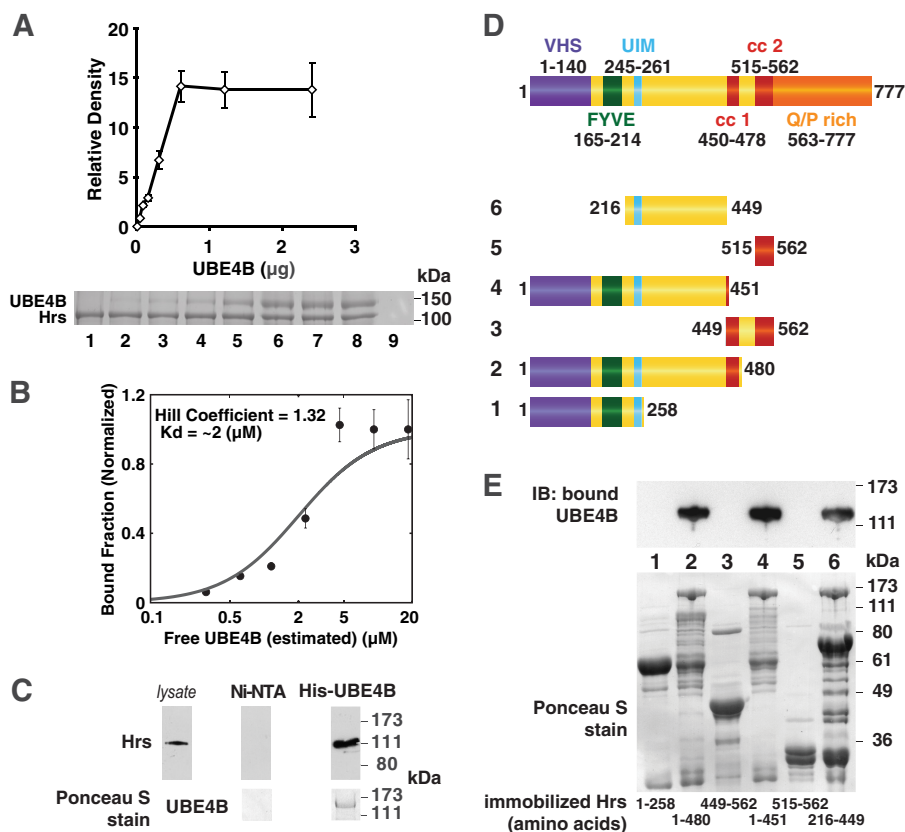 A
20
15
10
5
0
Relative Density
0 1 2 3
UBE4B (µg)
kDa
UBE4B 150
Hrs 100
1 2 3 4 5 6 7 8 9
B
1.2
0.8
0.4
0
Bound Fraction (Normalized)
Hill Coefficient = 1.32
Kd = ~2 (µM)
0.1 0.5 2 5 20
Free UBE4B (estimated) (µM)
C
lysate Ni-NTA His-UBE4B
Hrs
173
111
80
kDa
Ponceau S stain
UBE4B
173
111
D
VHS UIM cc 2
1-140 245-261 515-562
1 777
FYVE cc 1 Q/P rich
165-214 450-478 563-777
6 216 449
5 515 562
4 1 451
3 449 562
2 1 480
1 1 258
E
IB: bound
UBE4B
173
111
1 2 3 4 5 6 kDa
173
111
80
61
49
36
Ponceau S
stain
immobilized Hrs
(amino acids)
1-258 449-562 515-562
1-480 1-451 216-449